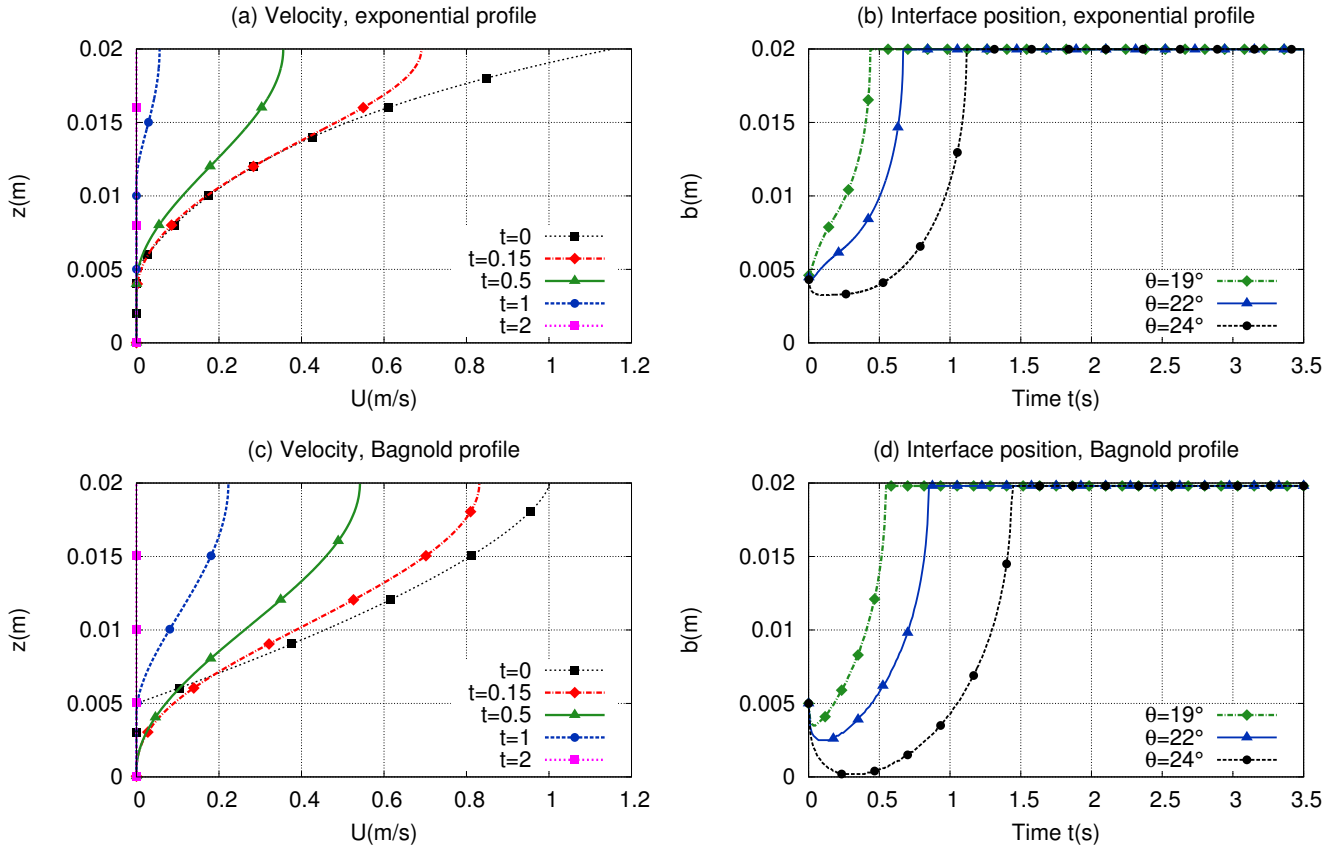 (a) Velocity, exponential profile
z(m)
0.02
0.015
0.01
0.005
0
t=0
t=0.15
t=0.5
t=1
t=2
0 0.2 0.4 0.6 0.8 1 1.2
U(m/s)
(b) Interface position, exponential profile
b(m)
0.02
0.015
0.01
0.005
0
θ=19°
θ=22°
θ=24°
0 0.5 1 1.5 2 2.5 3 3.5
Time t(s)
(c) Velocity, Bagnold profile
z(m)
0.02
0.015
0.01
0.005
0
t=0
t=0.15
t=0.5
t=1
t=2
0 0.2 0.4 0.6 0.8 1 1.2
U(m/s)
(d) Interface position, Bagnold profile
b(m)
0.02
0.015
0.01
0.005
0
θ=19°
θ=22°
θ=24°
0 0.5 1 1.5 2 2.5 3 3.5
Time t(s)